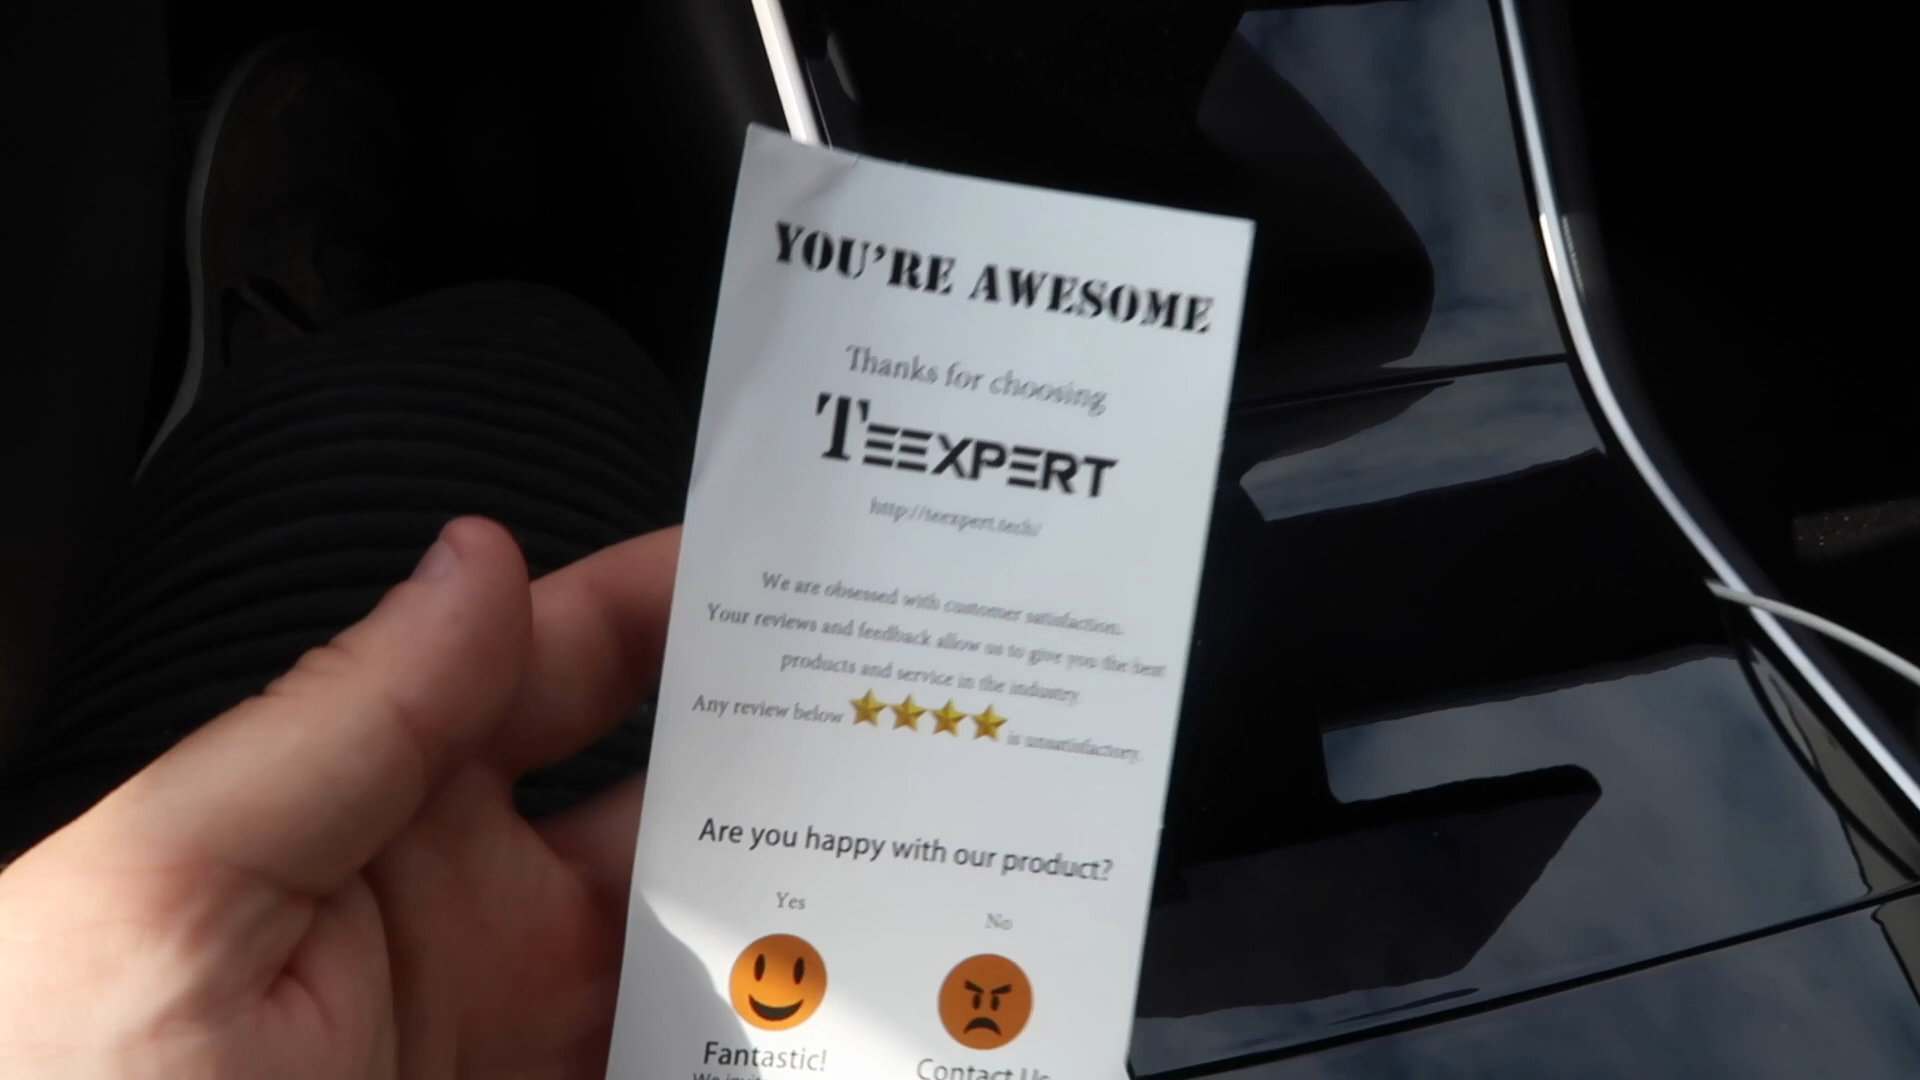 YOU'RE AWESOME
Thanks for choosing
TEEXPERT
http://teexpert.tech/
We are obsessed with customer satisfaction.
Your reviews and feedback allow us to give you the best
products and service in the industry.
Any review below is unsatisfactory.
Are you happy with our product?
Yes No
Fantastic! Contact Us